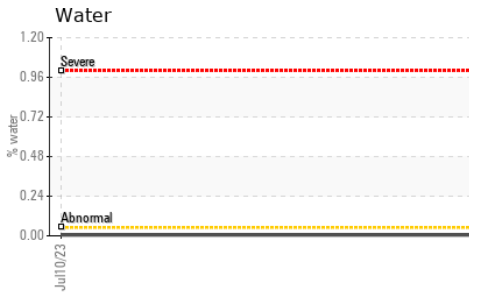 Water
1.20
Severe
0.96
0.72
% water
0.48
0.24
Abnormal
0.00
Jul10/23